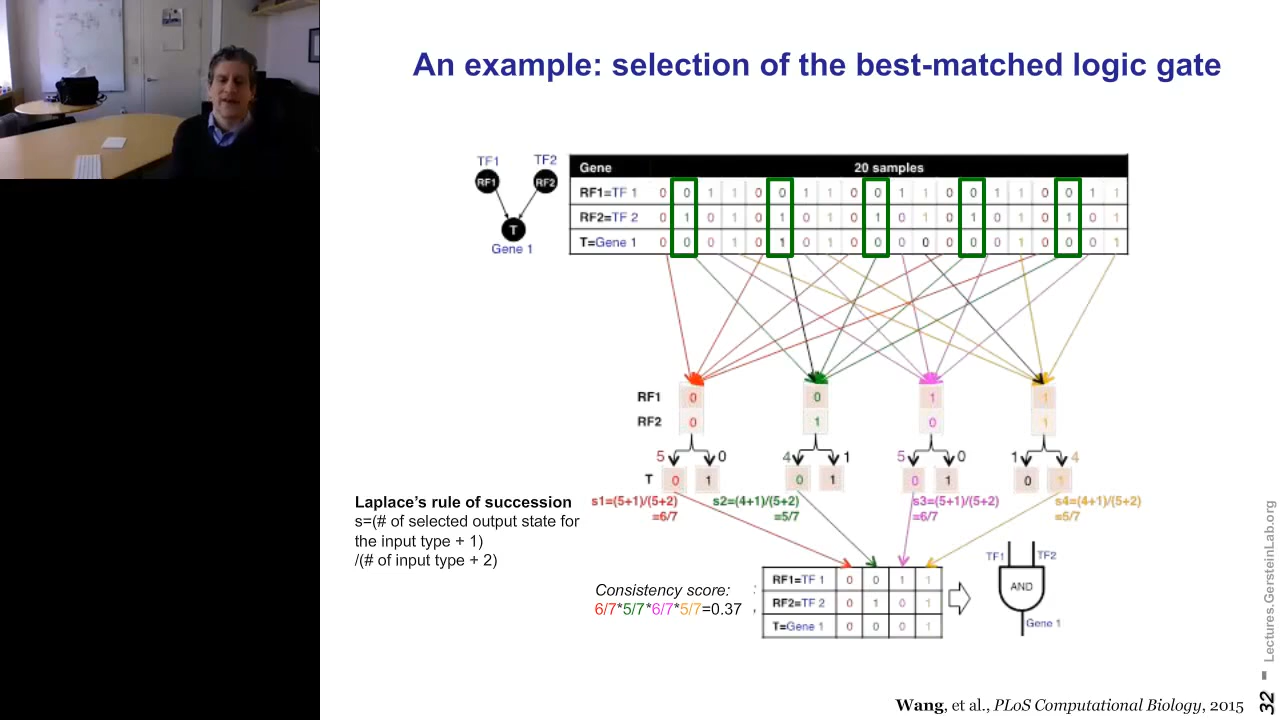 An example: selection of the best-matched logic gate
TF1 TF2
RF1 RF2
T
Gene 1
Gene 20 samples
RF1=TF 1 0 0 1 1 0 0 1 1 0 0 1 1 0 0 1 1 0 0 1 1
RF2=TF 2 0 1 0 1 0 1 0 1 0 1 0 1 0 1 0 1 0 1 0 1
T=Gene 1 0 0 0 1 0 1 0 1 0 0 0 0 0 0 0 1 0 0 0 1
RF1 0 0 1 1
RF2 0 1 0 1
5 0 4 1 5 0 1 4
T 0 1 0 1 0 1 0 1
s1=(5+1)/(5+2) s2=(4+1)/(5+2) s3=(5+1)/(5+2) s4=(4+1)/(5+2)
=6/7 =5/7 =6/7 =5/7
Laplace's rule of succession
s=(# of selected output state for
the input type + 1)
/(# of input type + 2)
Consistency score:
6/7*5/7*6/7*5/7=0.37
RF1=TF 1 0 0 1 1
RF2=TF 2 0 1 0 1
T=Gene 1 0 0 0 1
TF1 TF2
AND
Gene 1
Wang, et al., PLoS Computational Biology, 2015
32 - Lectures.GersteinLab.org